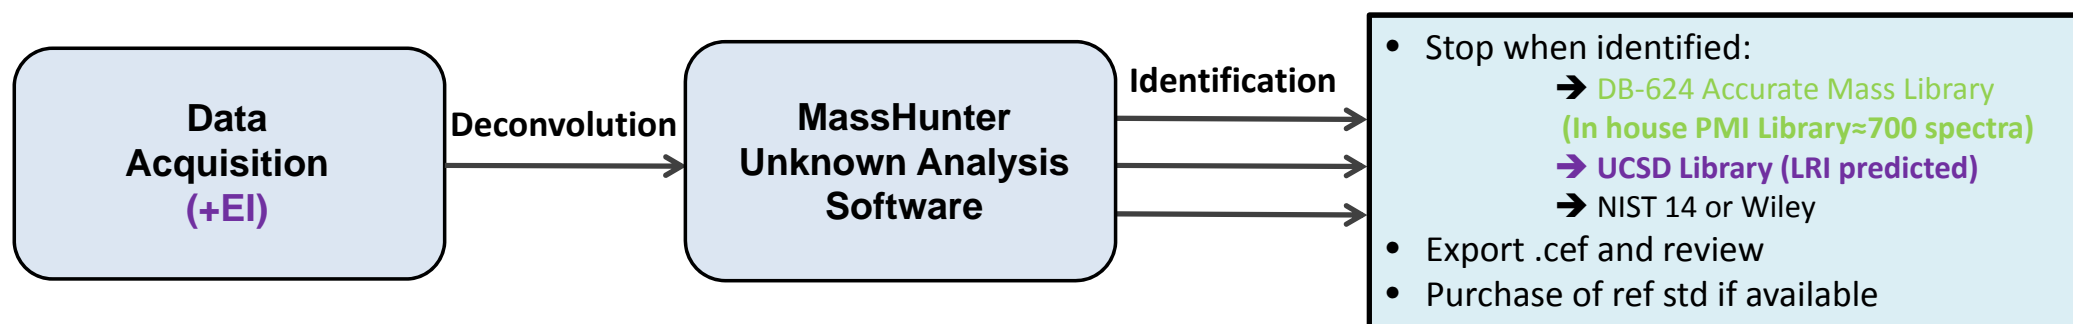 Data
Acquisition
(+EI)
Deconvolution
MassHunter
Unknown Analysis
Software
Identification
• Stop when identified:
➔ DB-624 Accurate Mass Library
(In house PMI Library≈700 spectra)
➔ UCSD Library (LRI predicted)
➔ NIST 14 or Wiley
• Export .cef and review
• Purchase of ref std if available